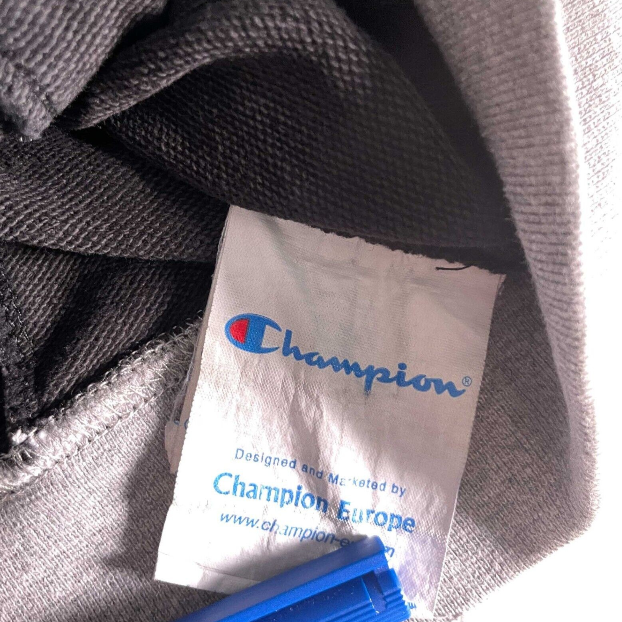 Champion®
Designed and Marketed by
Champion Europe